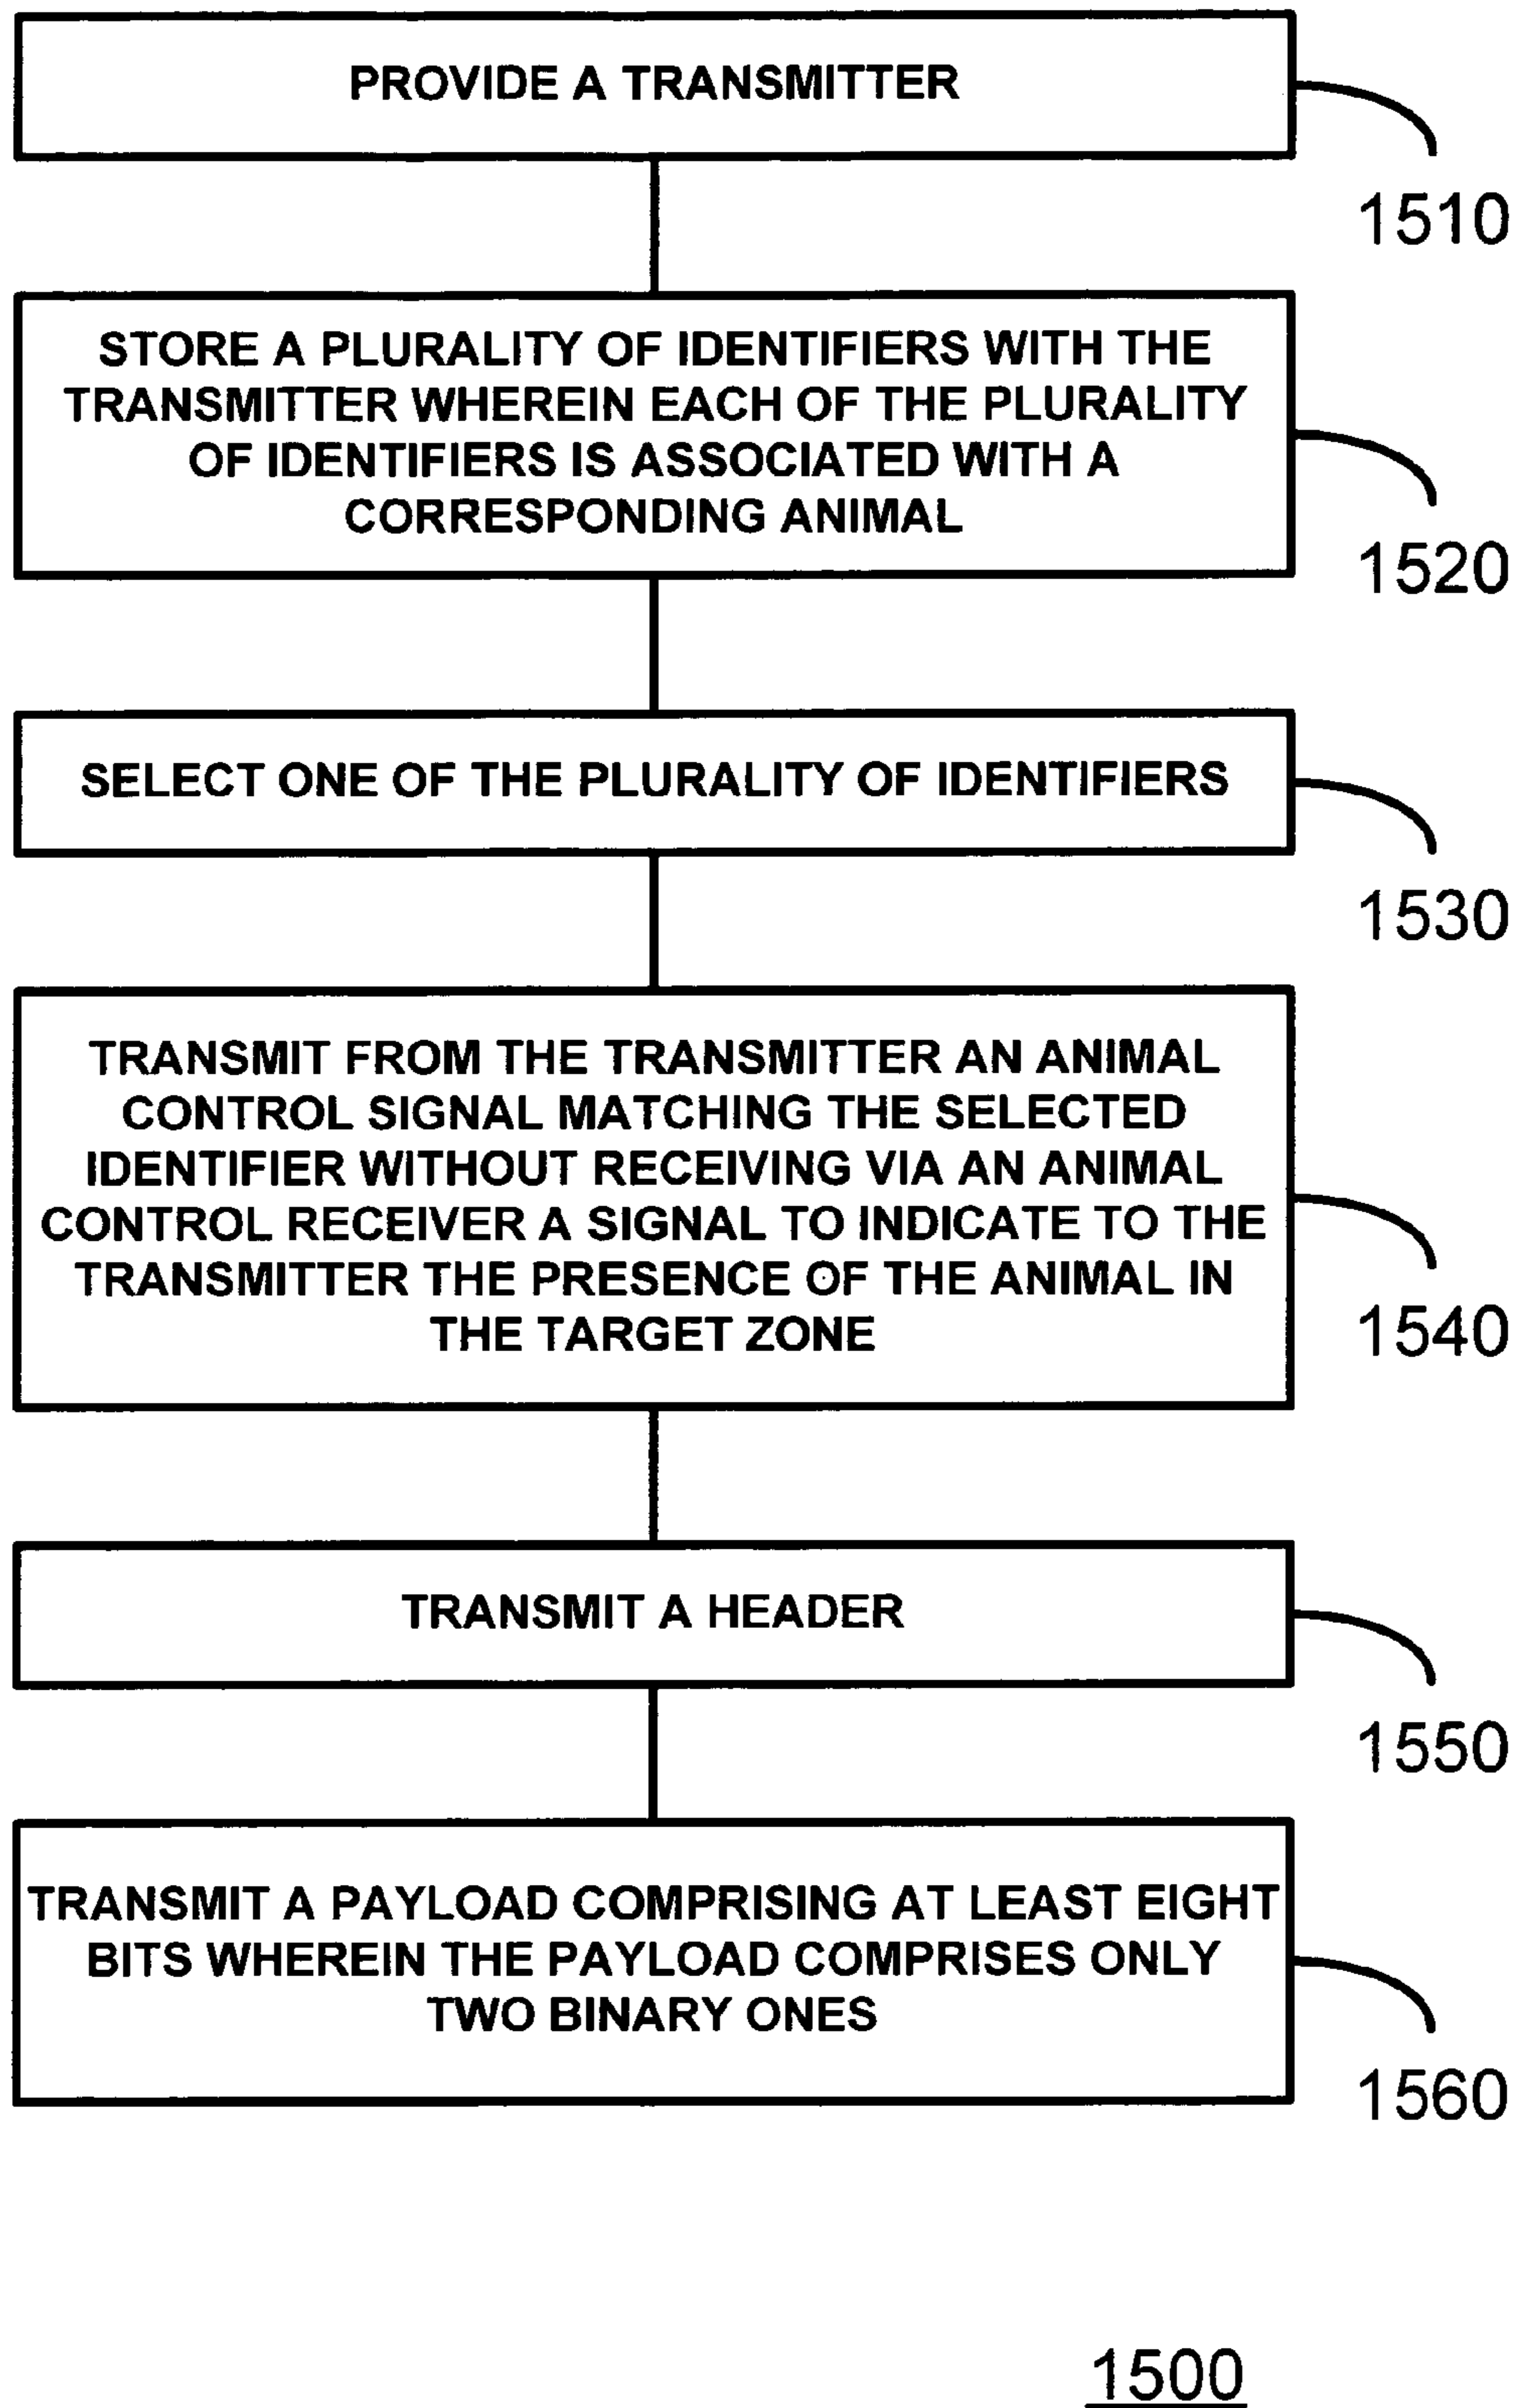 PROVIDE A TRANSMITTER
1510
STORE A PLURALITY OF IDENTIFIERS WITH THE
TRANSMITTER WHEREIN EACH OF THE PLURALITY
OF IDENTIFIERS IS ASSOCIATED WITH A
CORRESPONDING ANIMAL
1520
SELECT ONE OF THE PLURALITY OF IDENTIFIERS
1530
TRANSMIT FROM THE TRANSMITTER AN ANIMAL
CONTROL SIGNAL MATCHING THE SELECTED
IDENTIFIER WITHOUT RECEIVING VIA AN ANIMAL
CONTROL RECEIVER A SIGNAL TO INDICATE TO THE
TRANSMITTER THE PRESENCE OF THE ANIMAL IN
THE TARGET ZONE
1540
TRANSMIT A HEADER
1550
TRANSMIT A PAYLOAD COMPRISING AT LEAST EIGHT
BITS WHEREIN THE PAYLOAD COMPRISES ONLY
TWO BINARY ONES
1560
1500